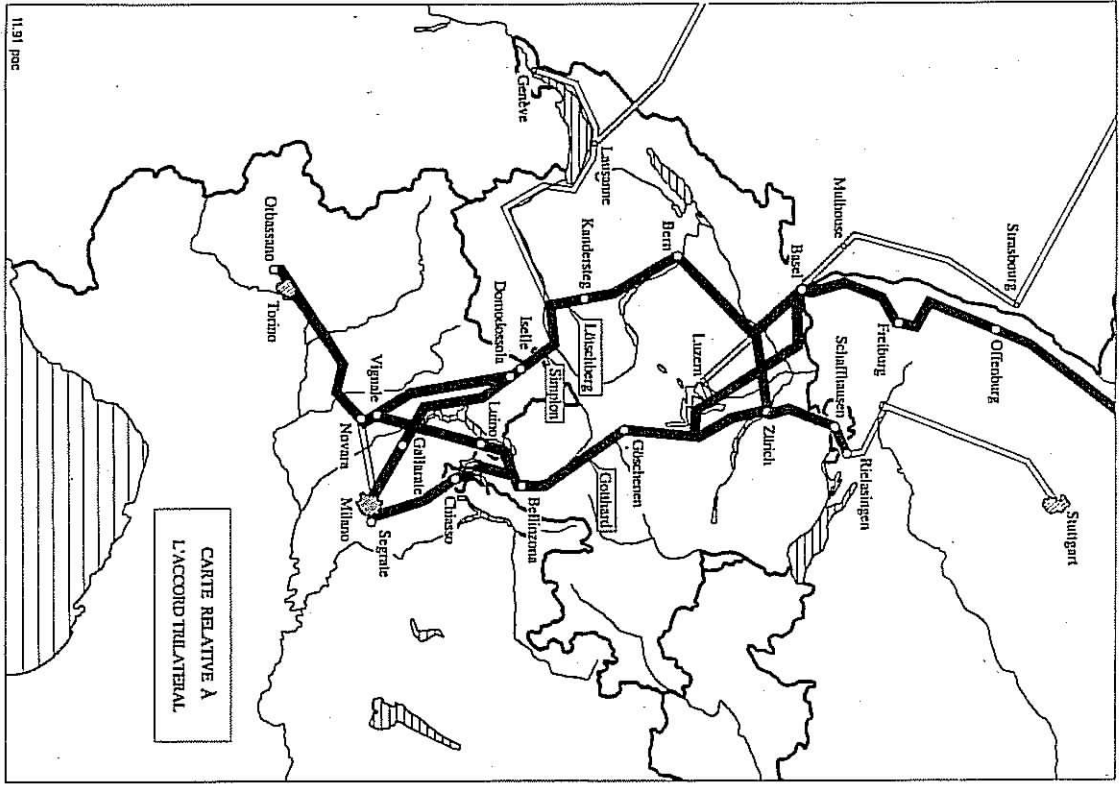 Stuttgart
Strasbourg
Offenburg
Freiburg
Mulhouse
Basel
Schaffhausen
Rielasingen
Zürich
Luzern
Bern
Göschenen
Gotthard
Kandersteg
Lötschberg
Lausanne
Genève
Simplon
Iselle
Domodossola
Bellinzona
Luino
Chiasso
Vignale
Gallarate
Novara
Milano
Segrate
Torino
Orbassano
CARTE RELATIVE À
L'ACCORD TRILATERAL
11.91 pac